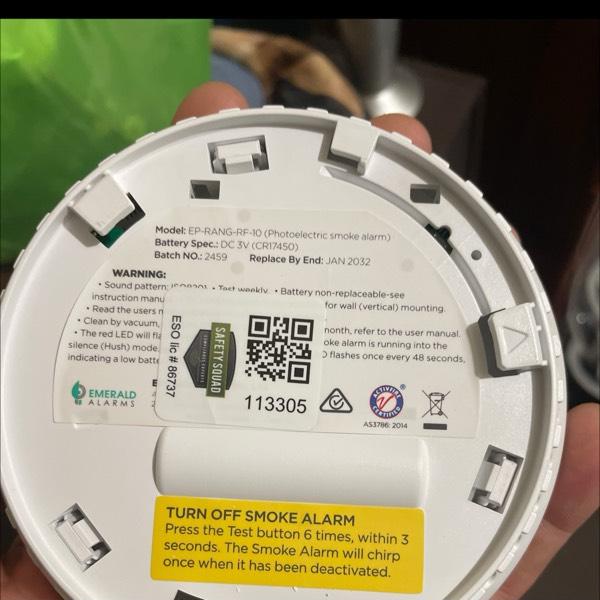 Model: EP-RANG-RF-10 (Photoelectric smoke alarm)
Battery Spec.: DC 3V (CR17450)
Batch NO.: 2459 Replace By End: JAN 2032
WARNING:
• Sound pattern: • Test weekly. • Battery non-replaceable-see
instruction
for wall (vertical) mounting.
• Read the users
• Clean by vacuum, month, refer to the user manual.
• The red LED will oke alarm is running into the
silence (Hush) mode. flashes once every 48 seconds,
indicating a low
ESO lic# 86737
SAFETY SQUAD
113305
EMERALD
ALARMS
ACTIVFIRE
CERTIFIED
AS3786: 2014
TURN OFF SMOKE ALARM
Press the Test button 6 times, within 3
seconds. The Smoke Alarm will chirp
once when it has been deactivated.